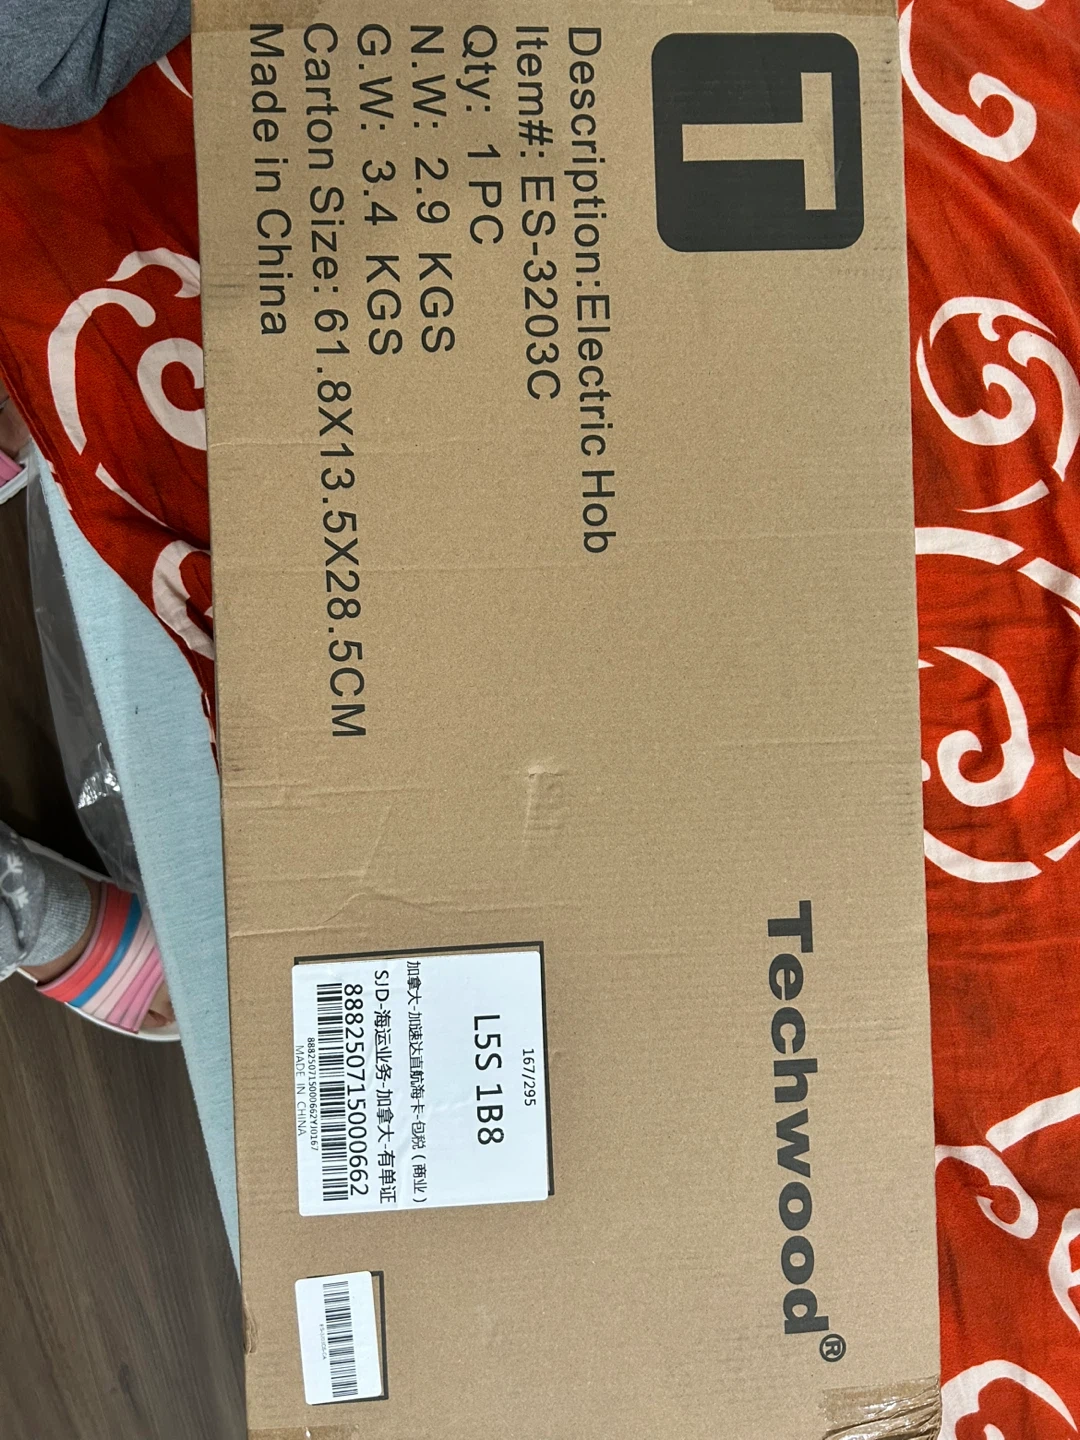 T
Techwood®
Description:Electric Hob
Item#: ES-3203C
Qty: 1 PC
N.W: 2.9 KGS
G.W: 3.4 KGS
Carton Size: 61.8X13.5X28.5CM
Made in China
167/295
L5S 1B8
加拿大-加速达直航海卡-包税（商业）
SJD-海运业务-加拿大-有单证
888250715000662
888250715000662YJ0167
MADE IN CHINA